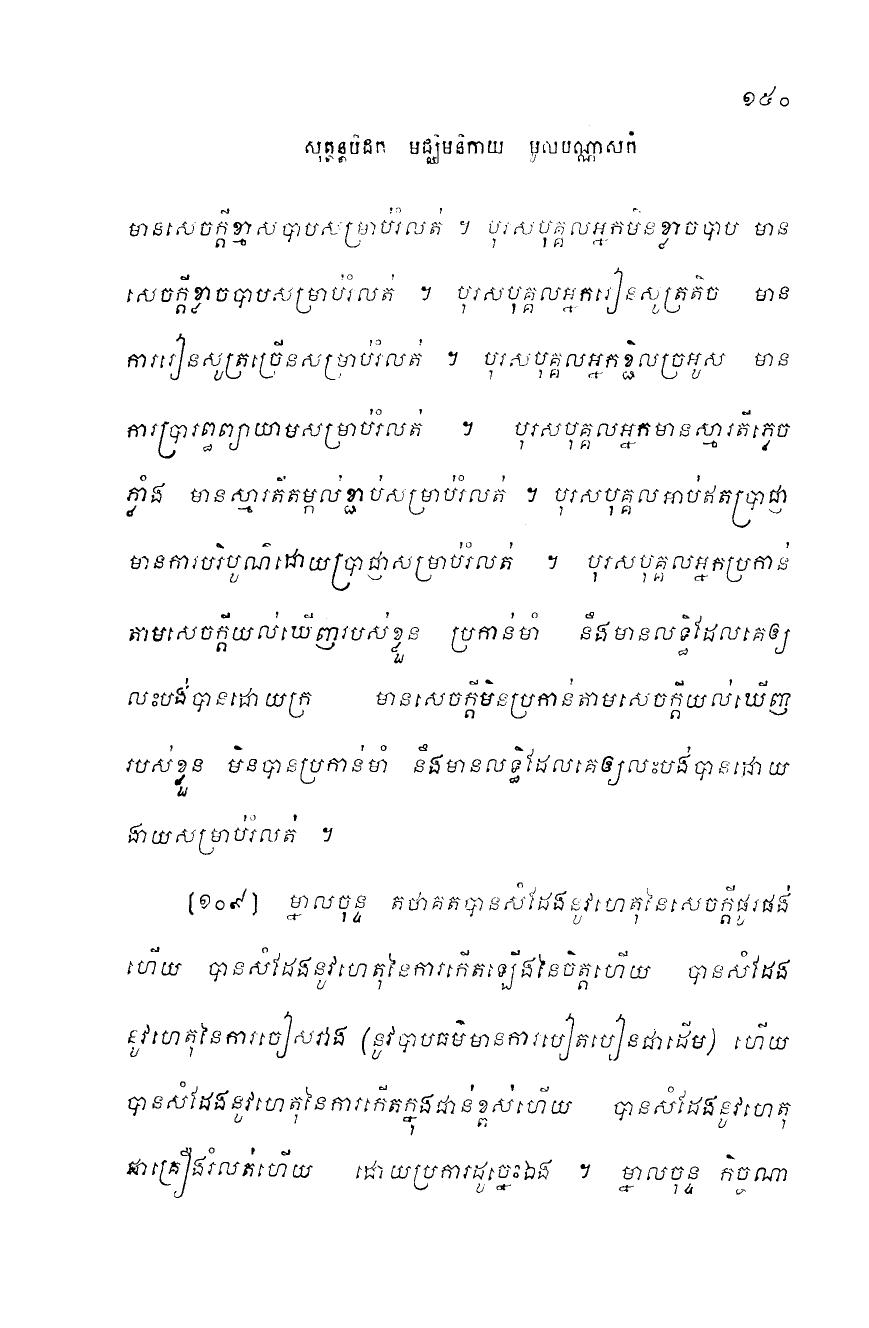 ១៥០
សុត្តន្តបិដក មជ្ឈិមនិកាយ មូលបណ្ណាសកំ
មានសេចក្តីខ្មាសបាបសម្រាប់រំលត់ ។ បុរសបុគ្គលអ្នកមិនខ្លាចបាប មាន
សេចក្តីខ្លាចបាបសម្រាប់រំលត់ ។ បុរសបុគ្គលអ្នករៀនសូត្រតិច មាន
ការរៀនសូត្រច្រើនសម្រាប់រំលត់ ។ បុរសបុគ្គលអ្នកខ្ជិលច្រអូស មាន
ការប្រារព្ធព្យាយាមសម្រាប់រំលត់ ។ បុរសបុគ្គលអ្នកមានស្មារតីភ្លេច
ភ្លាំង មានស្មារតីតម្កល់ខ្ជាប់សម្រាប់រំលត់ ។ បុរសបុគ្គលអាប់ឥតប្រាជ្ញា
មានការបរិបូណ៌ដោយប្រាជ្ញាសម្រាប់រំលត់ ។ បុរសបុគ្គលអ្នកប្រកាន់
តាមសេចក្តីយល់ឃើញរបស់ខ្លួន ប្រកាន់មាំ នឹងមានលទ្ធិដែលគេឲ្យ
លះបង់បានដោយក្រ មានសេចក្តីមិនប្រកាន់តាមសេចក្តីយល់ឃើញ
របស់ខ្លួន មិនបានប្រកាន់មាំ នឹងមានលទ្ធិដែលគេឲ្យលះបង់បានដោយ
ងាយសម្រាប់រំលត់ ។
[១០៩] ម្នាលចុន្ទ តថាគតបានសំដែងនូវហេតុនៃសេចក្តីផូរផង់
ហើយ បានសំដែងនូវហេតុនៃការកើតឡើងនៃចិត្តហើយ បានសំដែង
នូវហេតុនៃការចៀសវាង (នូវបាបធម៌មានការបៀតបៀនជាដើម) ហើយ
បានសំដែងនូវហេតុនៃការកើតក្នុងជាន់ខ្ពស់ហើយ បានសំដែងនូវហេតុ
ជាគ្រឿងរំលត់ហើយ ដោយប្រការដូច្នេះឯង ។ ម្នាលចុន្ទ កិច្ចណា